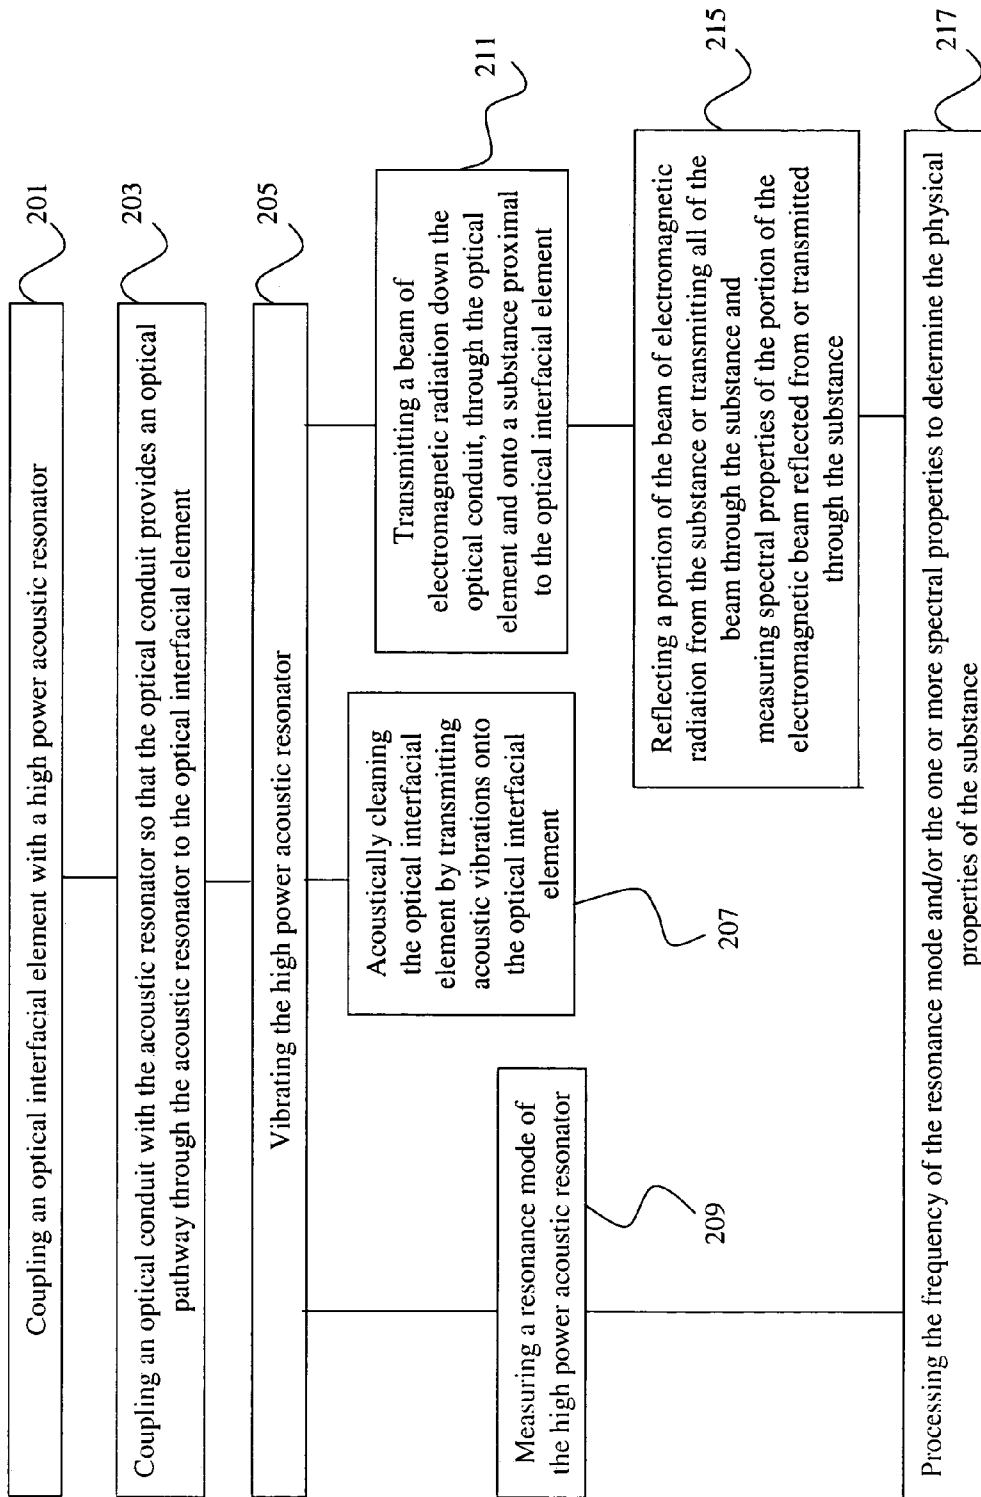 Coupling an optical interfacial element with a high power acoustic resonator
201
Coupling an optical conduit with the acoustic resonator so that the optical conduit provides an optical
pathway through the acoustic resonator to the optical interfacial element
203
Vibrating the high power acoustic resonator
205
Measuring a resonance mode of
the high power acoustic resonator
209
Acoustically cleaning
the optical interfacial
element by transmitting
acoustic vibrations onto
the optical interfacial
element
207
Transmitting a beam of
electromagnetic radiation down the
optical conduit, through the optical
element and onto a substance proximal
to the optical interfacial element
211
Reflecting a portion of the beam of electromagnetic
radiation from the substance or transmitting all of the
beam through the substance and
measuring spectral properties of the portion of the
electromagnetic beam reflected from or transmitted
through the substance
215
Processing the frequency of the resonance mode and/or the one or more spectral properties to determine the physical
properties of the substance
217